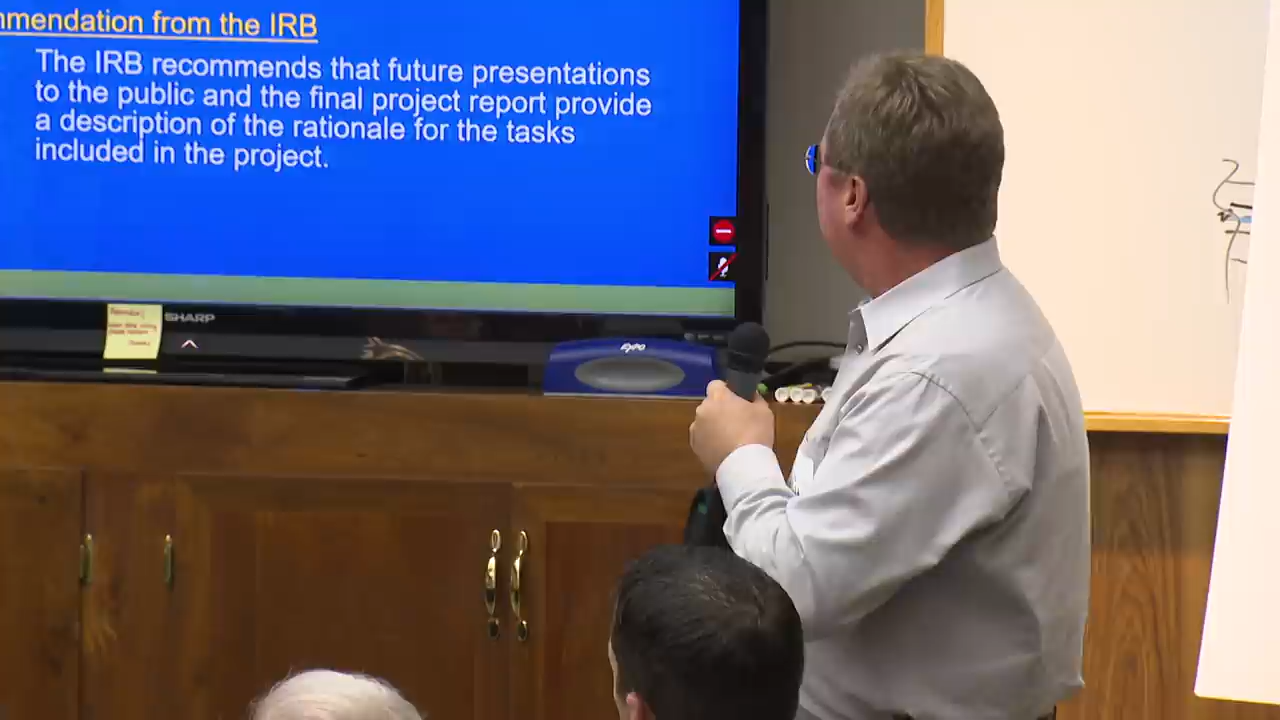 mmendation from the IRB
The IRB recommends that future presentations
to the public and the final project report provide
a description of the rationale for the tasks
included in the project.
SHARP
EXPO